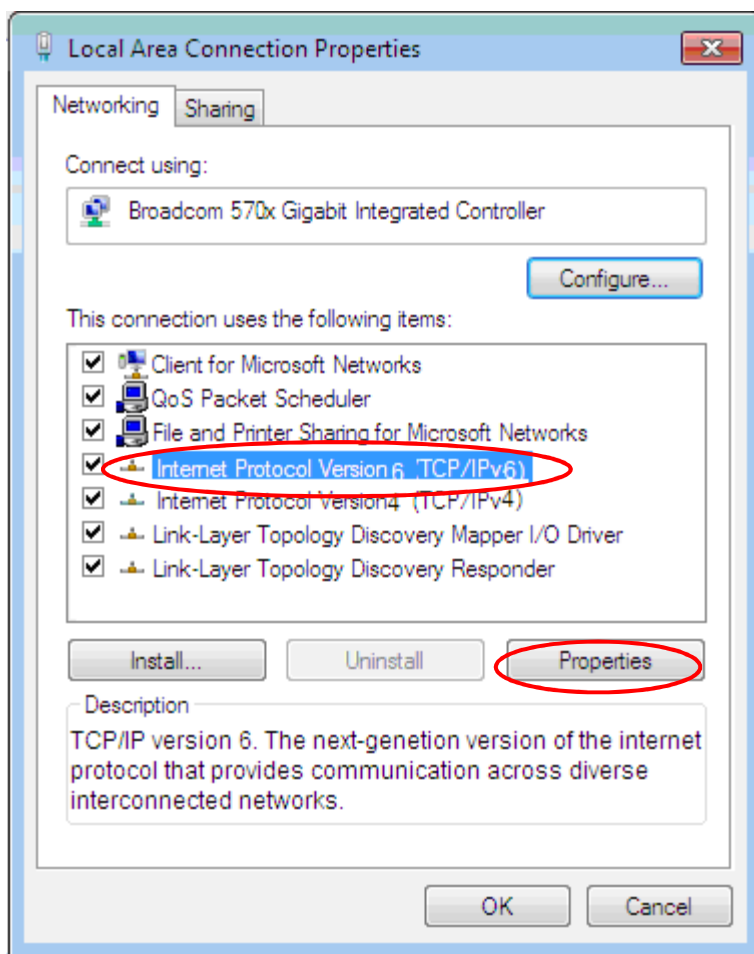 Local Area Connection Properties
Networking
Sharing
Connect using:
Broadcom 570x Gigabit Integrated Controller
Configure...
This connection uses the following items:
Client for Microsoft Networks
QoS Packet Scheduler
File and Printer Sharing for Microsoft Networks
Internet Protocol Version 6 (TCP/IPv6)
Internet Protocol Version4 (TCP/IPv4)
Link-Layer Topology Discovery Mapper I/O Driver
Link-Layer Topology Discovery Responder
Install...
Uninstall
Properties
Description
TCP/IP version 6. The next-genetion version of the internet
protocol that provides communication across diverse
interconnected networks.
OK
Cancel